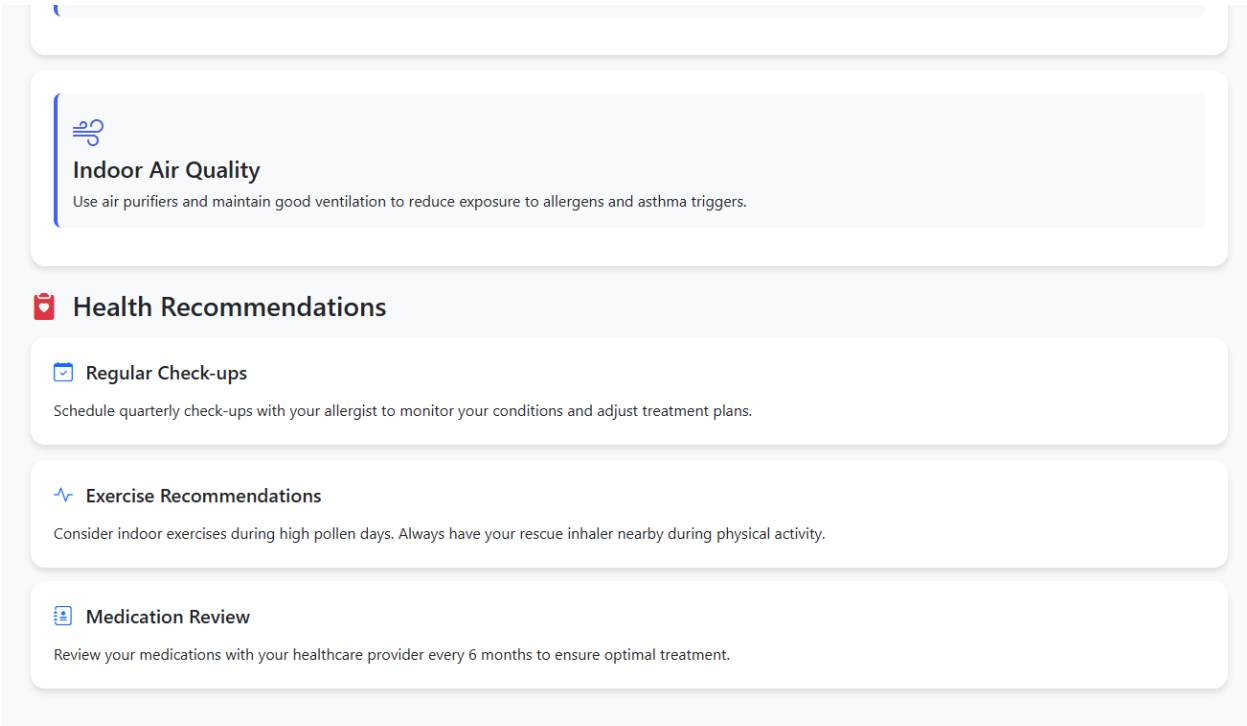 Indoor Air Quality
Use air purifiers and maintain good ventilation to reduce exposure to allergens and asthma triggers.
Health Recommendations
Regular Check-ups
Schedule quarterly check-ups with your allergist to monitor your conditions and adjust treatment plans.
Exercise Recommendations
Consider indoor exercises during high pollen days. Always have your rescue inhaler nearby during physical activity.
Medication Review
Review your medications with your healthcare provider every 6 months to ensure optimal treatment.